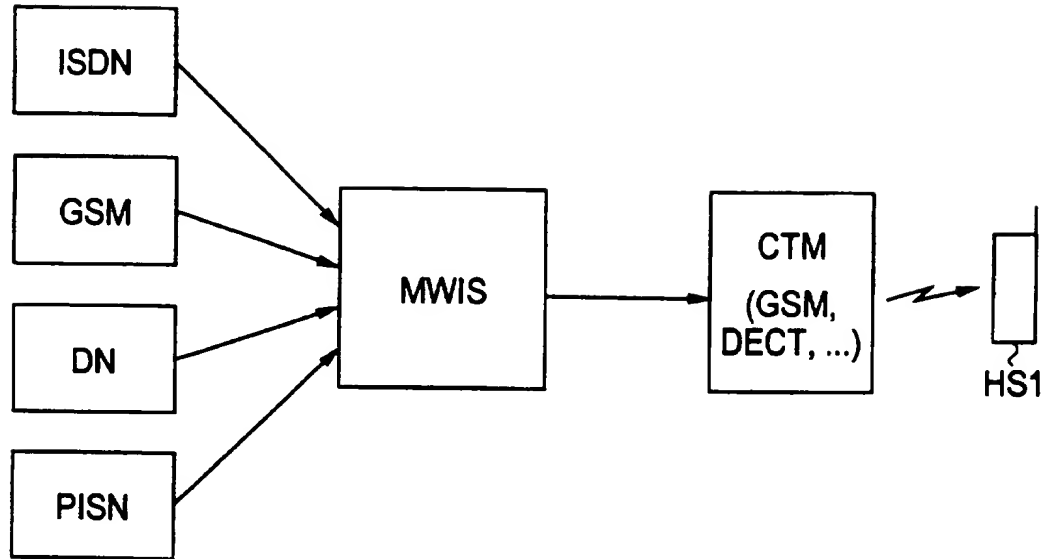 ISDN
GSM
DN
PISN
MWIS
CTM
(GSM,
DECT, ...)
HS1